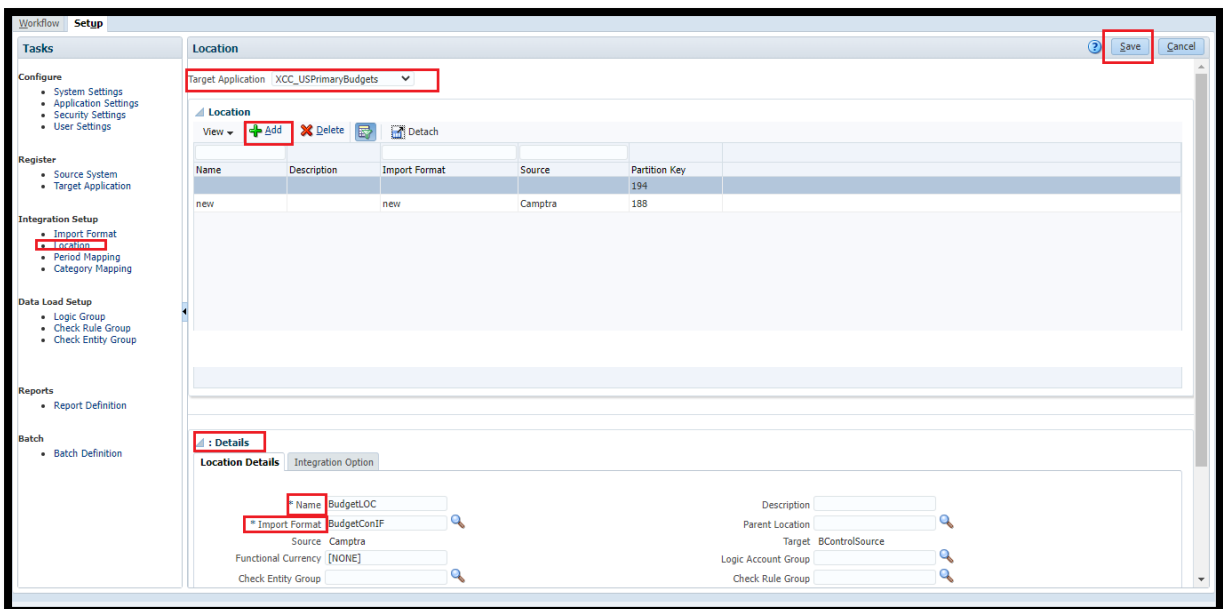 Workflow Setup
Tasks
Configure
System Settings
Application Settings
Security Settings
User Settings
Register
Source System
Target Application
Integration Setup
Import Format
Location
Period Mapping
Category Mapping
Data Load Setup
Logic Group
Check Rule Group
Check Entity Group
Reports
Report Definition
Batch
Batch Definition
Location ? Save Cancel
Target Application XCC_USPrimaryBudgets
Location
View Add Delete Detach
Name Description Import Format Source Partition Key
194
new new Camptra 188
: Details
Location Details Integration Option
* Name BudgetLOC Description
* Import Format BudgetConIF Parent Location
Source Camptra Target BControlSource
Functional Currency [NONE] Logic Account Group
Check Entity Group Check Rule Group